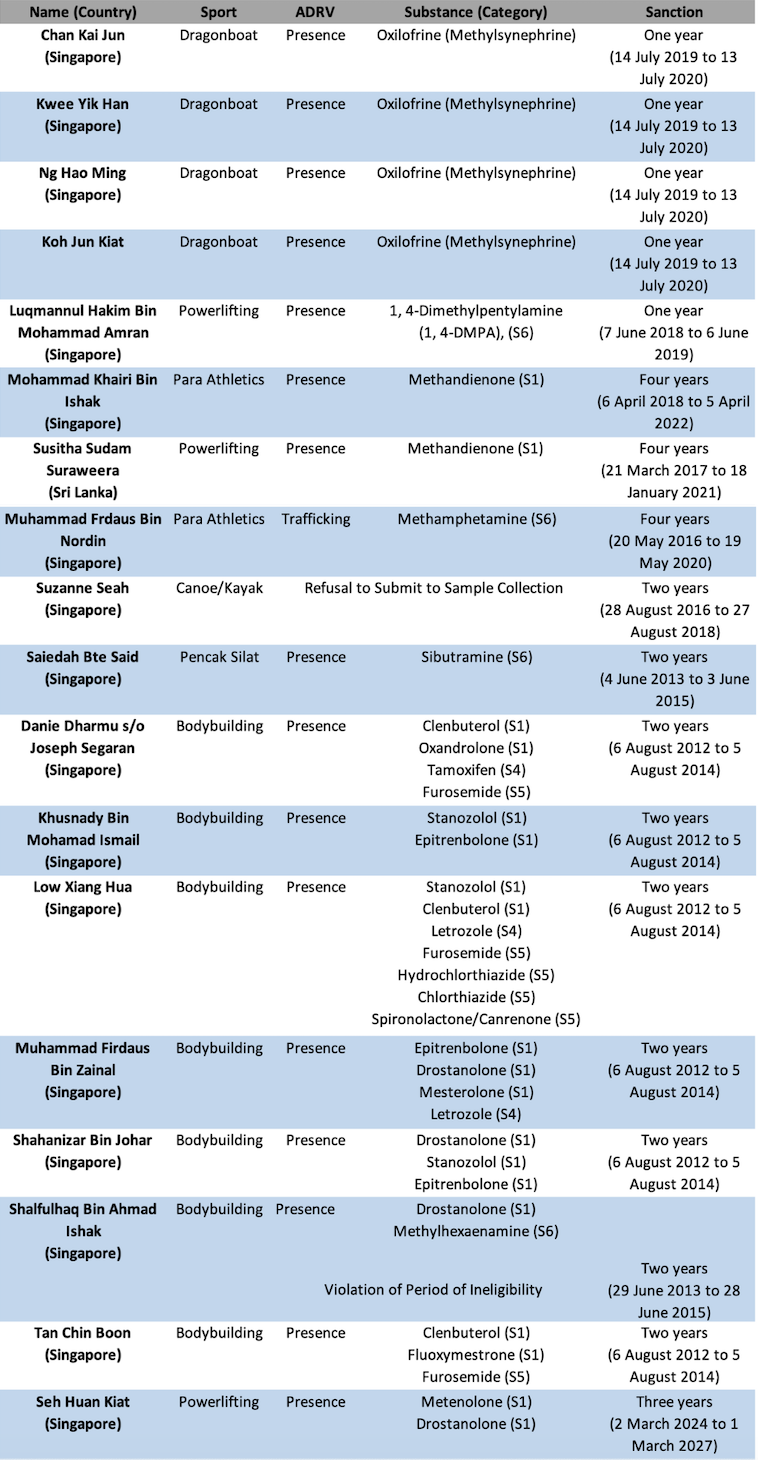 Name (Country) Sport ADRV Substance (Category) Sanction
Chan Kai Jun Dragonboat Presence Oxilofrine (Methylsynephrine) One year
(Singapore) (14 July 2019 to 13
July 2020)
Kwee Yik Han Dragonboat Presence Oxilofrine (Methylsynephrine) One year
(Singapore) (14 July 2019 to 13
July 2020)
Ng Hao Ming Dragonboat Presence Oxilofrine (Methylsynephrine) One year
(Singapore) (14 July 2019 to 13
July 2020)
Koh Jun Kiat Dragonboat Presence Oxilofrine (Methylsynephrine) One year
(14 July 2019 to 13
July 2020)
Luqmannul Hakim Bin Powerlifting Presence 1, 4-Dimethylpentylamine One year
Mohammad Amran (1, 4-DMPA), (S6) (7 June 2018 to 6 June
(Singapore) 2019)
Mohammad Khairi Bin Para Athletics Presence Methandienone (S1) Four years
Ishak (6 April 2018 to 5 April
(Singapore) 2022)
Susitha Sudam Powerlifting Presence Methandienone (S1) Four years
Suraweera (21 March 2017 to 18
(Sri Lanka) January 2021)
Muhammad Frdaus Bin Para Athletics Trafficking Methamphetamine (S6) Four years
Nordin (20 May 2016 to 19
(Singapore) May 2020)
Suzanne Seah Canoe/Kayak Refusal to Submit to Sample Collection Two years
(Singapore) (28 August 2016 to 27
August 2018)
Saiedah Bte Said Pencak Silat Presence Sibutramine (S6) Two years
(Singapore) (4 June 2013 to 3 June
2015)
Danie Dharmu s/o Bodybuilding Presence Clenbuterol (S1) Two years
Joseph Segaran Oxandrolone (S1) (6 August 2012 to 5
(Singapore) Tamoxifen (S4) August 2014)
Furosemide (S5)
Khusnady Bin Bodybuilding Presence Stanozolol (S1) Two years
Mohamad Ismail Epitrenbolone (S1) (6 August 2012 to 5
(Singapore) August 2014)
Low Xiang Hua Bodybuilding Presence Stanozolol (S1) Two years
(Singapore) Clenbuterol (S1) (6 August 2012 to 5
Letrozole (S4) August 2014)
Furosemide (S5)
Hydrochlorthiazide (S5)
Chlorthiazide (S5)
Spironolactone/Canrenone (S5)
Muhammad Firdaus Bodybuilding Presence Epitrenbolone (S1) Two years
Bin Zainal Drostanolone (S1) (6 August 2012 to 5
(Singapore) Mesterolone (S1) August 2014)
Letrozole (S4)
Shahanizar Bin Johar Bodybuilding Presence Drostanolone (S1) Two years
(Singapore) Stanozolol (S1) (6 August 2012 to 5
Epitrenbolone (S1) August 2014)
Shalfulhaq Bin Ahmad Bodybuilding Presence Drostanolone (S1)
Ishak Methylhexaenamine (S6)
(Singapore)
Two years
Violation of Period of Ineligibility (29 June 2013 to 28
June 2015)
Tan Chin Boon Bodybuilding Presence Clenbuterol (S1) Two years
(Singapore) Fluoxymestrone (S1) (6 August 2012 to 5
Furosemide (S5) August 2014)
Seh Huan Kiat Powerlifting Presence Metenolone (S1) Three years
(Singapore) Drostanolone (S1) (2 March 2024 to 1
March 2027)